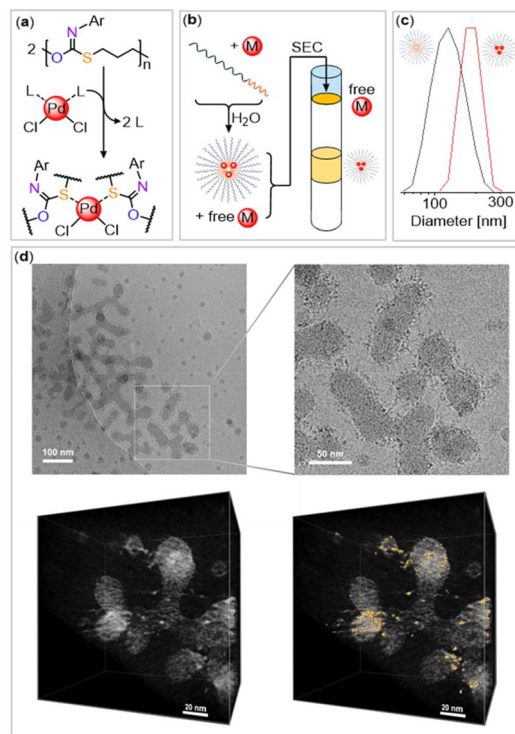 (a)
Ar
N
2
O
S
n
L
L
Pd
Cl
Cl
2 L
Ar
N
S
O
Ar
N
S
O
Pd
Cl
Cl
(b)
+ M
SEC
H2O
free
M
+ free M
(c)
100
300
Diameter [nm]
(d)
100 nm
50 nm
20 nm
20 nm